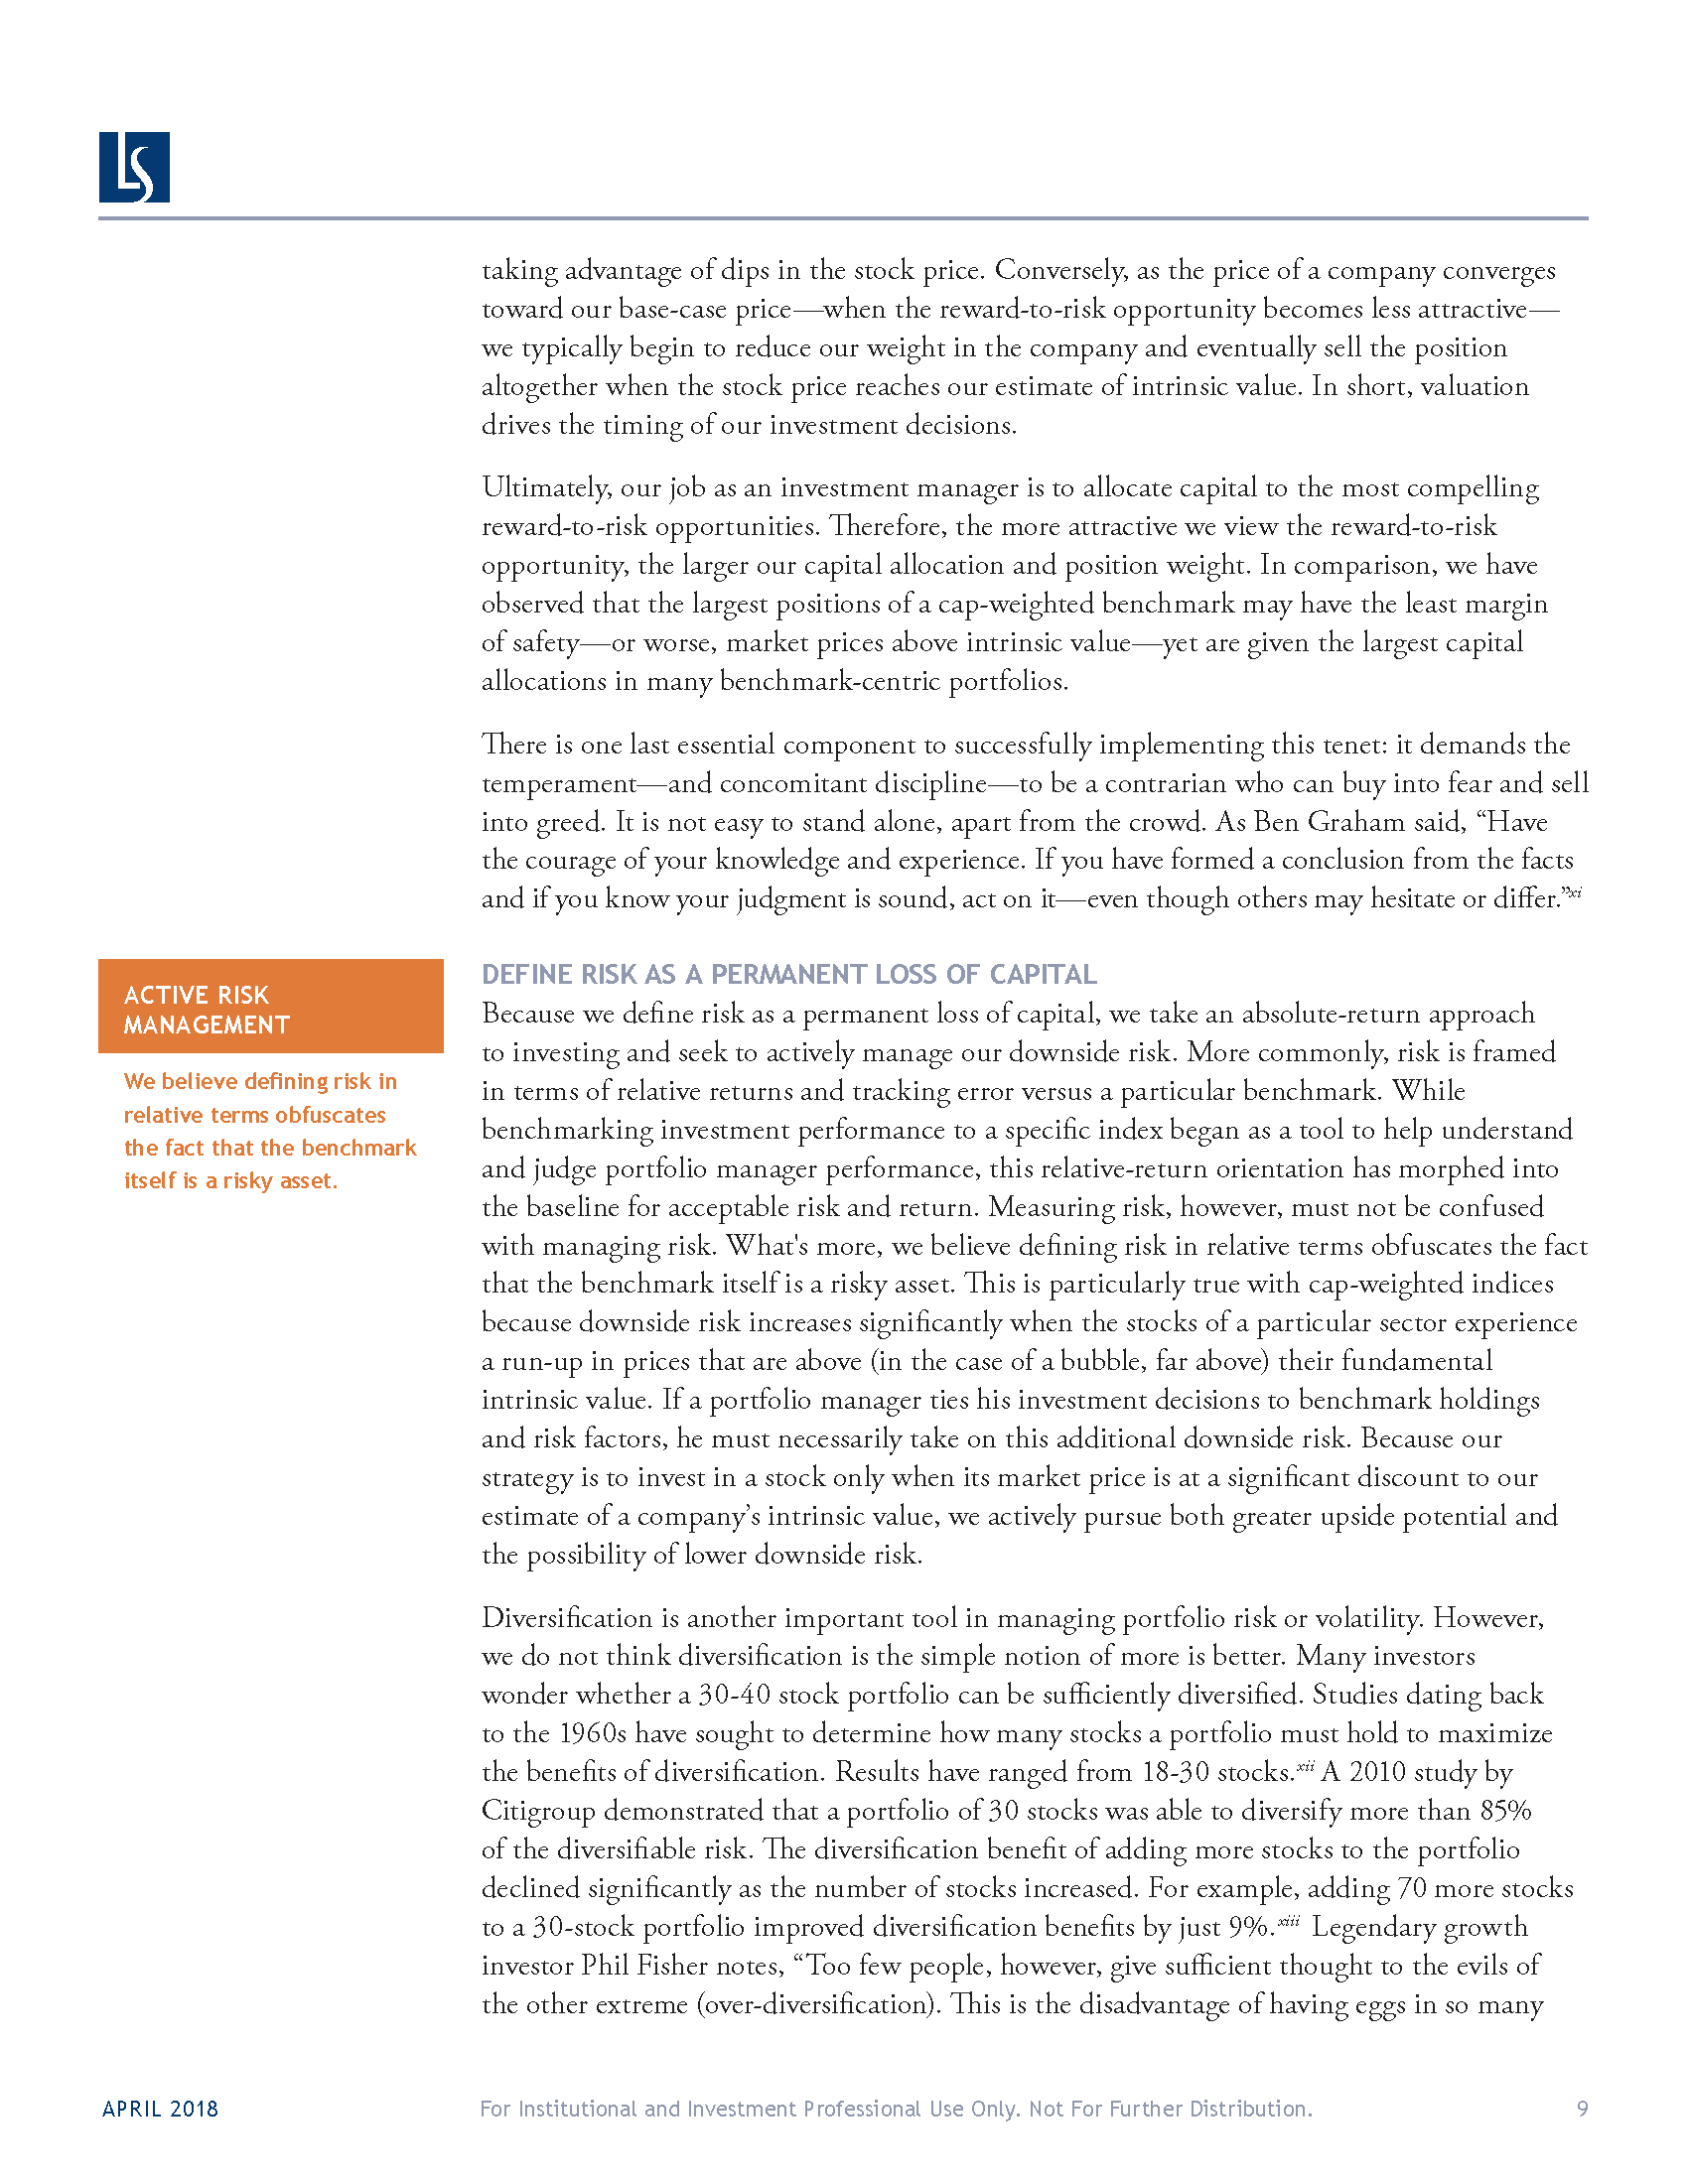 LS
taking advantage of dips in the stock price. Conversely, as the price of a company converges
toward our base-case price—when the reward-to-risk opportunity becomes less attractive—
we typically begin to reduce our weight in the company and eventually sell the position
altogether when the stock price reaches our estimate of intrinsic value. In short, valuation
drives the timing of our investment decisions.
Ultimately, our job as an investment manager is to allocate capital to the most compelling
reward-to-risk opportunities. Therefore, the more attractive we view the reward-to-risk
opportunity, the larger our capital allocation and position weight. In comparison, we have
observed that the largest positions of a cap-weighted benchmark may have the least margin
of safety—or worse, market prices above intrinsic value—yet are given the largest capital
allocations in many benchmark-centric portfolios.
There is one last essential component to successfully implementing this tenet: it demands the
temperament—and concomitant discipline—to be a contrarian who can buy into fear and sell
into greed. It is not easy to stand alone, apart from the crowd. As Ben Graham said, “Have
the courage of your knowledge and experience. If you have formed a conclusion from the facts
and if you know your judgment is sound, act on it—even though others may hesitate or differ.”xi
ACTIVE RISK
MANAGEMENT
We believe defining risk in
relative terms obfuscates
the fact that the benchmark
itself is a risky asset.
DEFINE RISK AS A PERMANENT LOSS OF CAPITAL
Because we define risk as a permanent loss of capital, we take an absolute-return approach
to investing and seek to actively manage our downside risk. More commonly, risk is framed
in terms of relative returns and tracking error versus a particular benchmark. While
benchmarking investment performance to a specific index began as a tool to help understand
and judge portfolio manager performance, this relative-return orientation has morphed into
the baseline for acceptable risk and return. Measuring risk, however, must not be confused
with managing risk. What's more, we believe defining risk in relative terms obfuscates the fact
that the benchmark itself is a risky asset. This is particularly true with cap-weighted indices
because downside risk increases significantly when the stocks of a particular sector experience
a run-up in prices that are above (in the case of a bubble, far above) their fundamental
intrinsic value. If a portfolio manager ties his investment decisions to benchmark holdings
and risk factors, he must necessarily take on this additional downside risk. Because our
strategy is to invest in a stock only when its market price is at a significant discount to our
estimate of a company’s intrinsic value, we actively pursue both greater upside potential and
the possibility of lower downside risk.
Diversification is another important tool in managing portfolio risk or volatility. However,
we do not think diversification is the simple notion of more is better. Many investors
wonder whether a 30-40 stock portfolio can be sufficiently diversified. Studies dating back
to the 1960s have sought to determine how many stocks a portfolio must hold to maximize
the benefits of diversification. Results have ranged from 18-30 stocks.xii A 2010 study by
Citigroup demonstrated that a portfolio of 30 stocks was able to diversify more than 85%
of the diversifiable risk. The diversification benefit of adding more stocks to the portfolio
declined significantly as the number of stocks increased. For example, adding 70 more stocks
to a 30-stock portfolio improved diversification benefits by just 9%.xiii Legendary growth
investor Phil Fisher notes, “Too few people, however, give sufficient thought to the evils of
the other extreme (over-diversification). This is the disadvantage of having eggs in so many
APRIL 2018
For Institutional and Investment Professional Use Only. Not For Further Distribution.
9